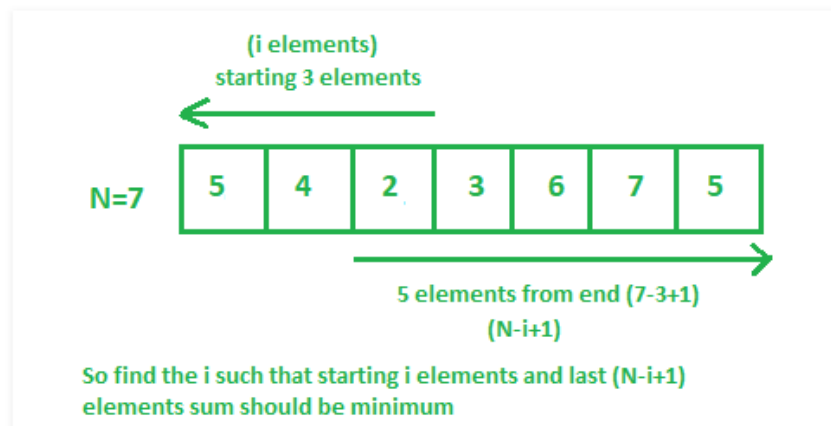 (i elements)
starting 3 elements
N=7
5 4 2 3 6 7 5
5 elements from end (7-3+1)
(N-i+1)
So find the i such that starting i elements and last (N-i+1)
elements sum should be minimum